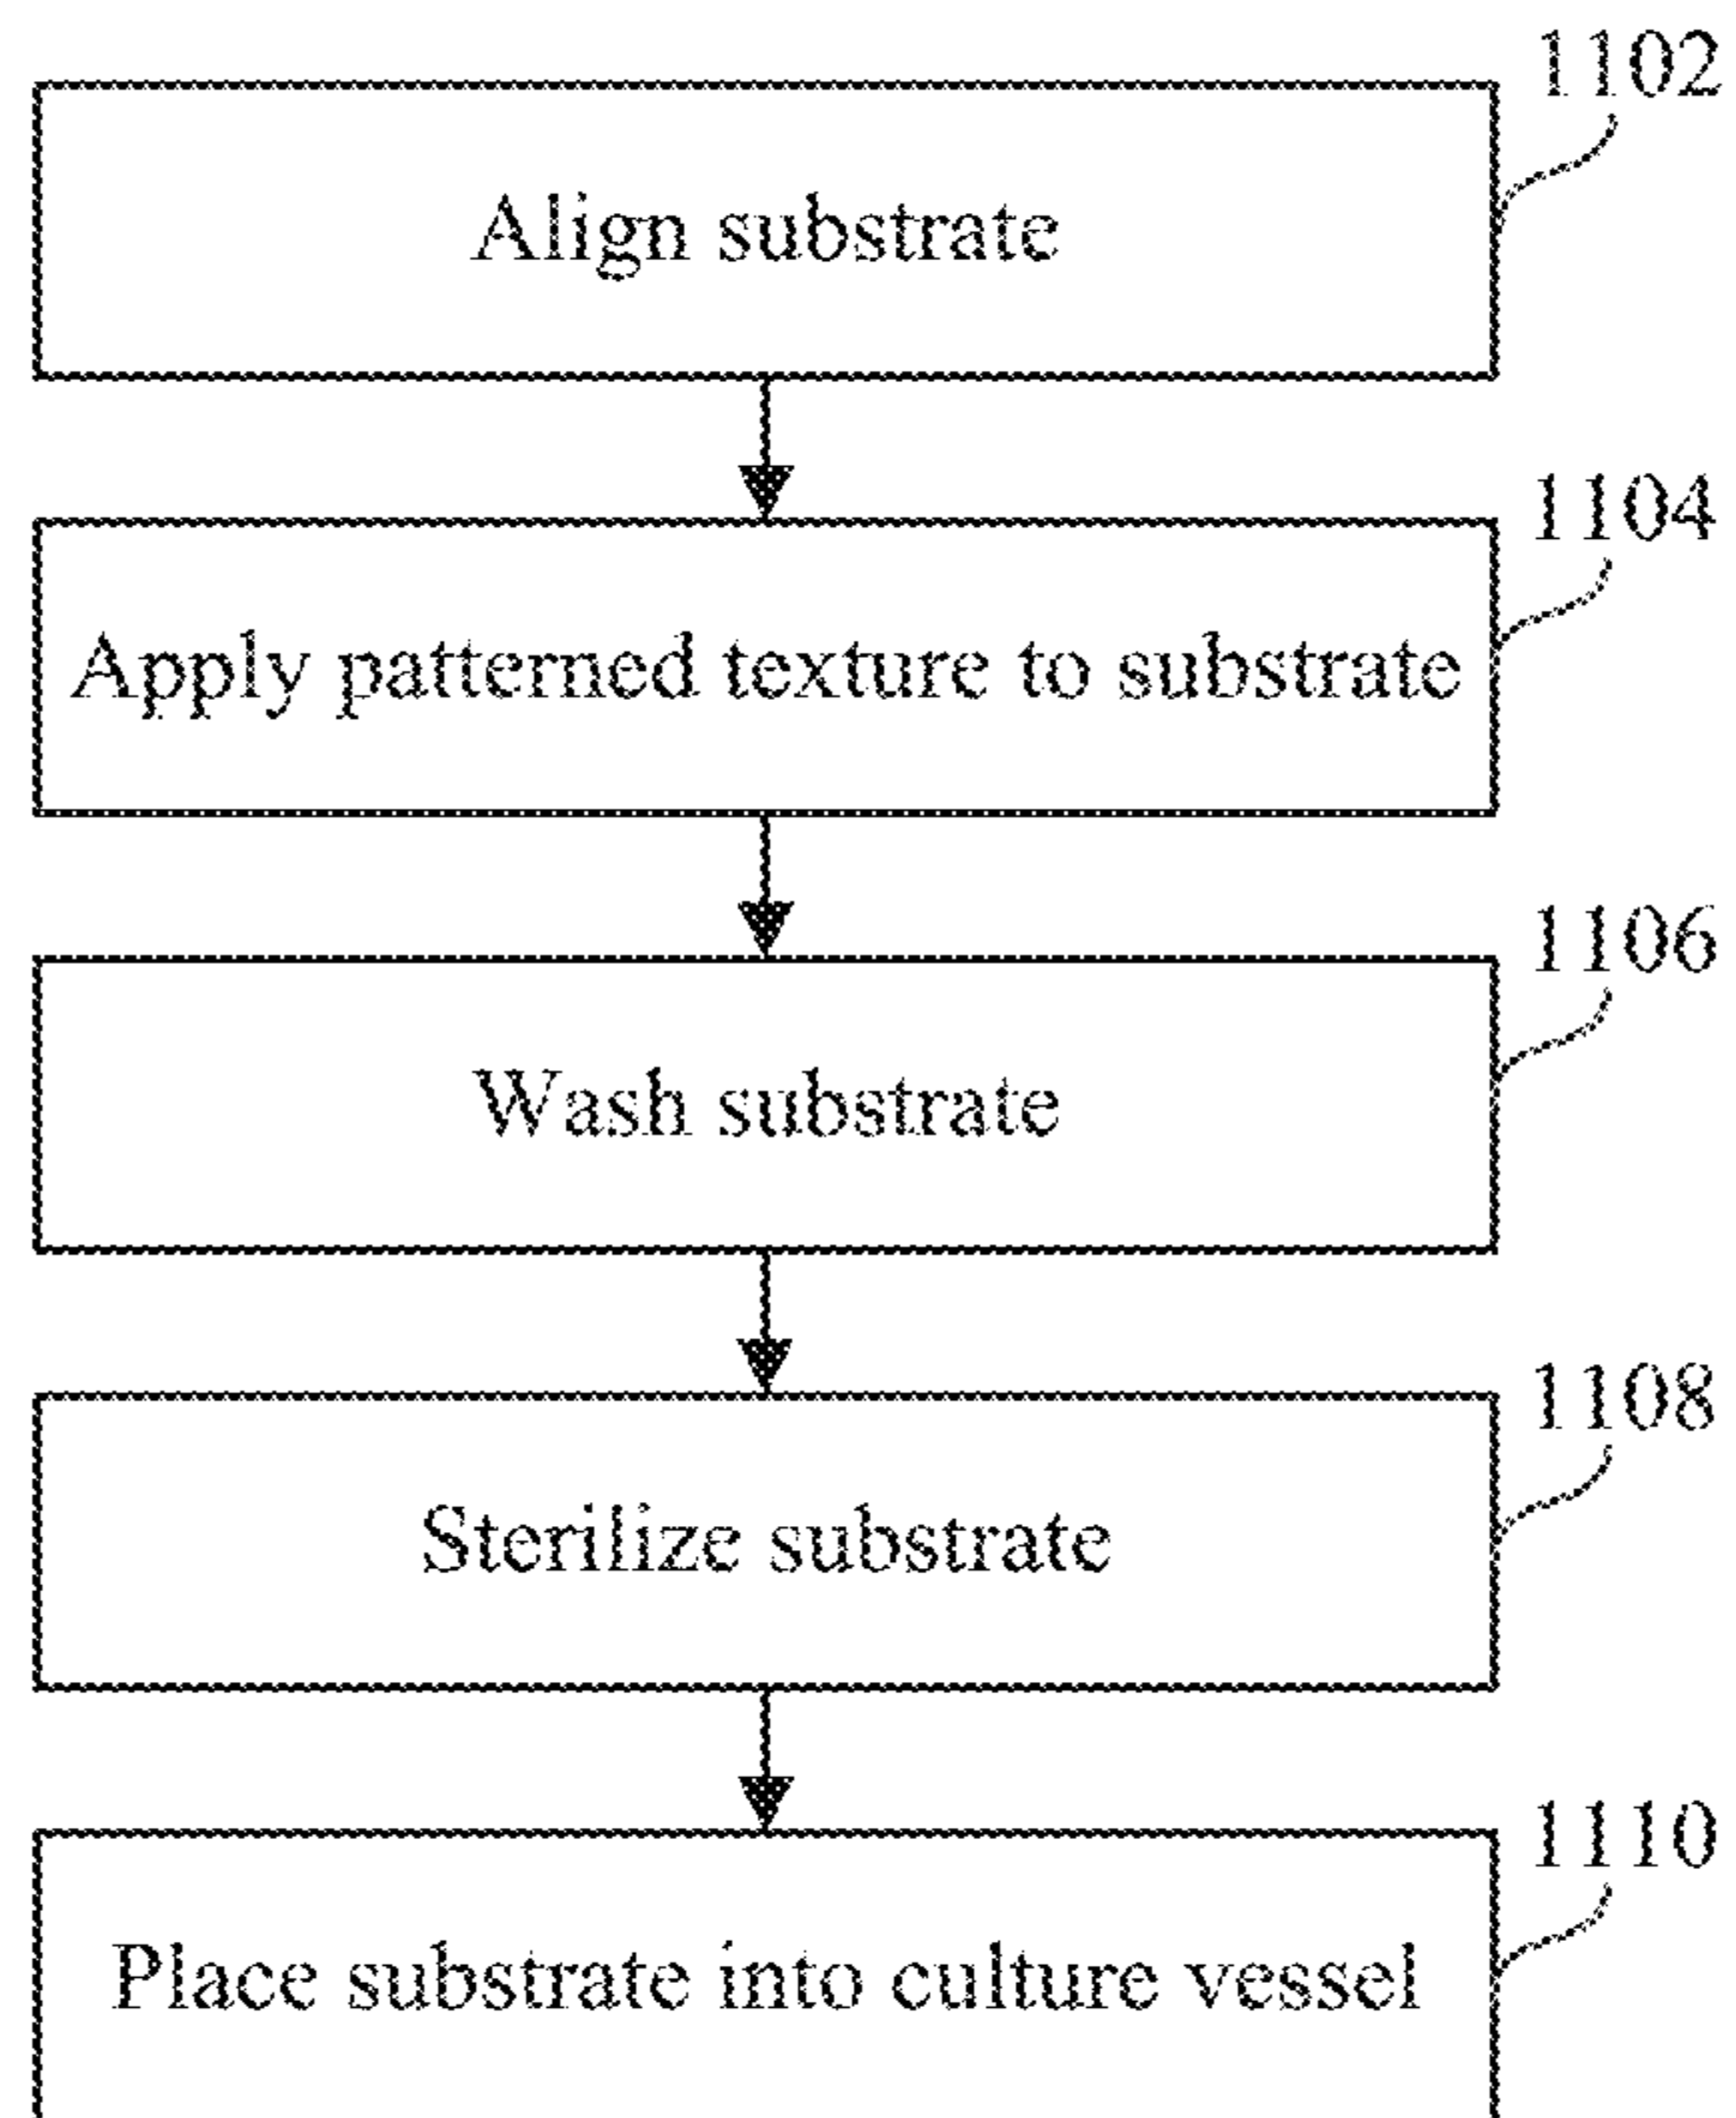 1102
Align substrate
1104
Apply patterned texture to substrate
1106
Wash substrate
1108
Sterilize substrate
1110
Place substrate into culture vessel